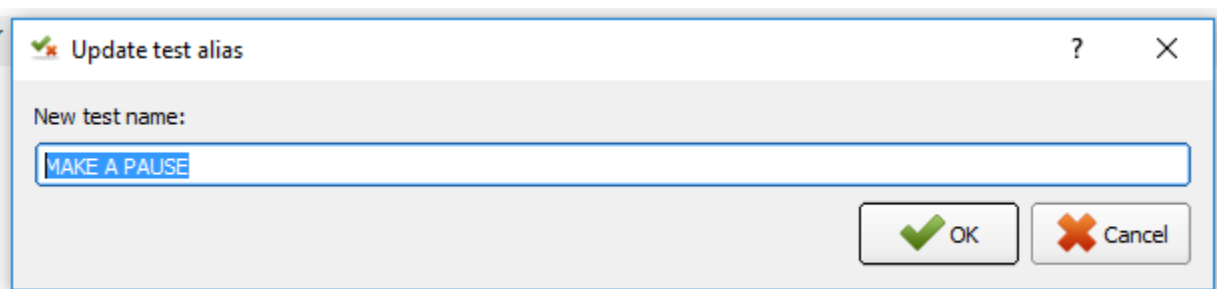 Update test alias
?
New test name:
MAKE A PAUSE
OK
Cancel